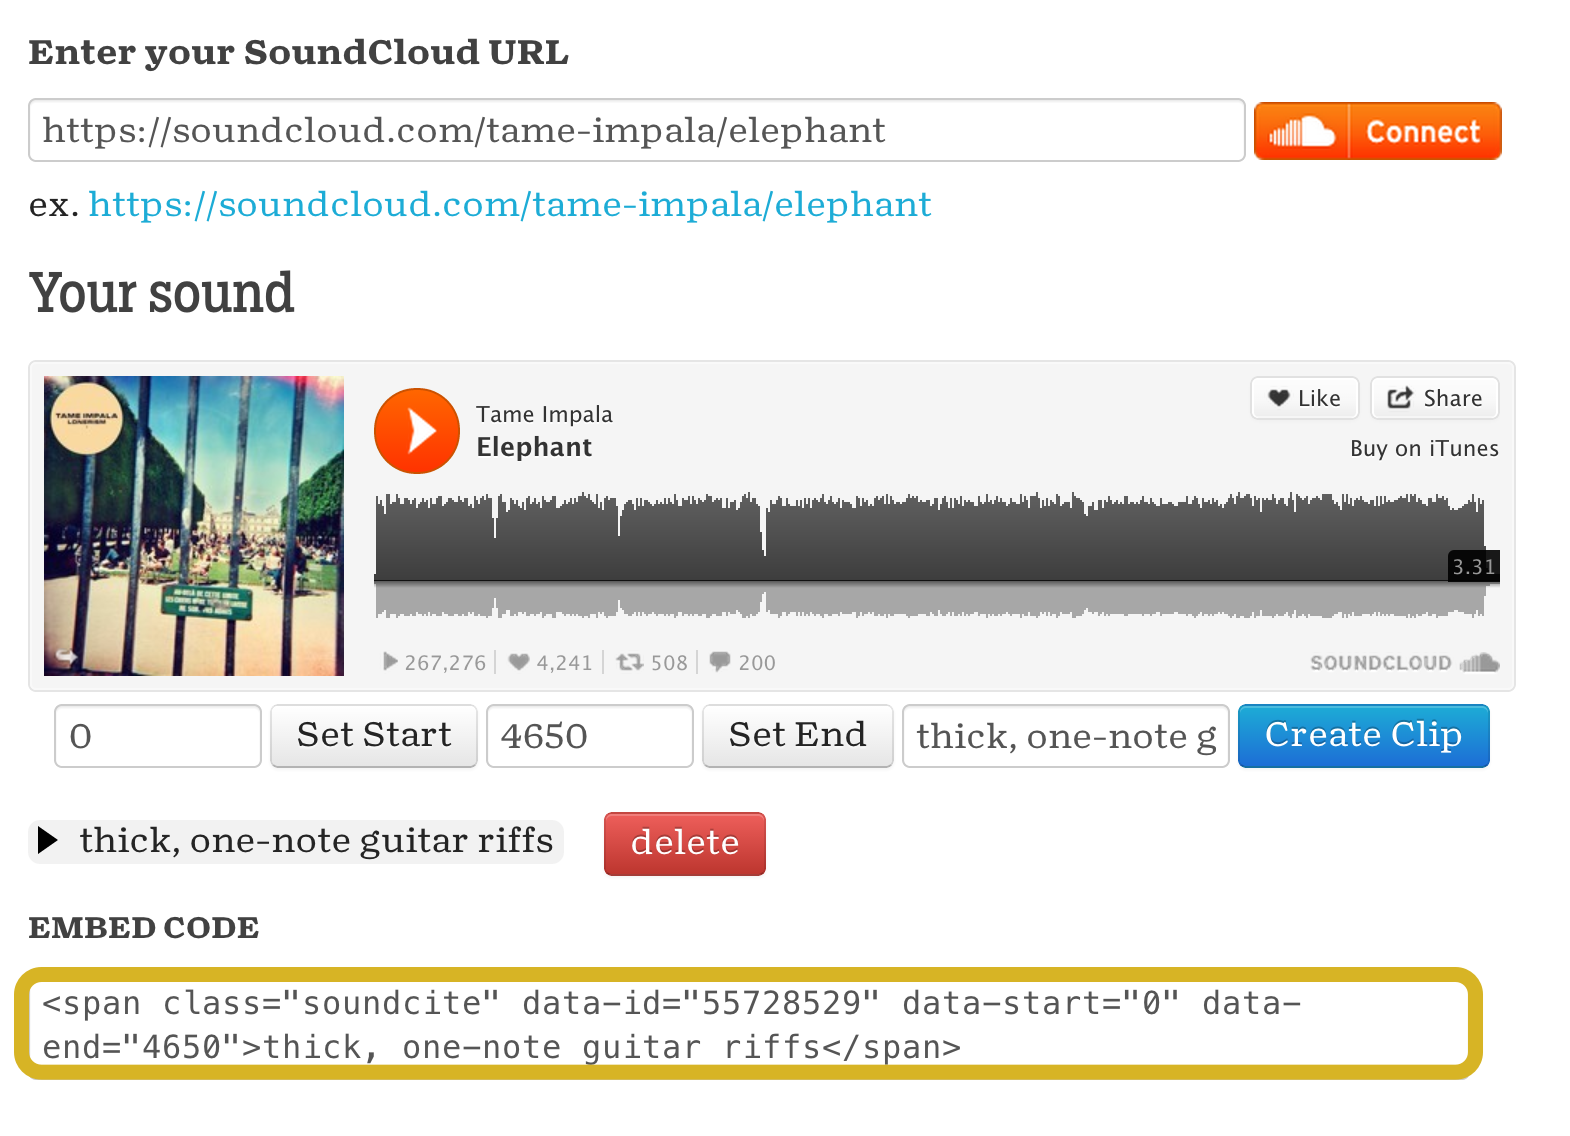 Enter your SoundCloud URL
https://soundcloud.com/tame-impala/elephant
Connect
ex. https://soundcloud.com/tame-impala/elephant
Your sound
TAME IMPALA
LONERISM
Tame Impala
Elephant
Like
Share
Buy on iTunes
3.31
267,276
4,241
508
200
SOUNDCLOUD
0
Set Start
4650
Set End
thick, one-note g
Create Clip
thick, one-note guitar riffs
delete
EMBED CODE
<span class="soundcite" data-id="55728529" data-start="0" data-
end="4650">thick, one-note guitar riffs</span>